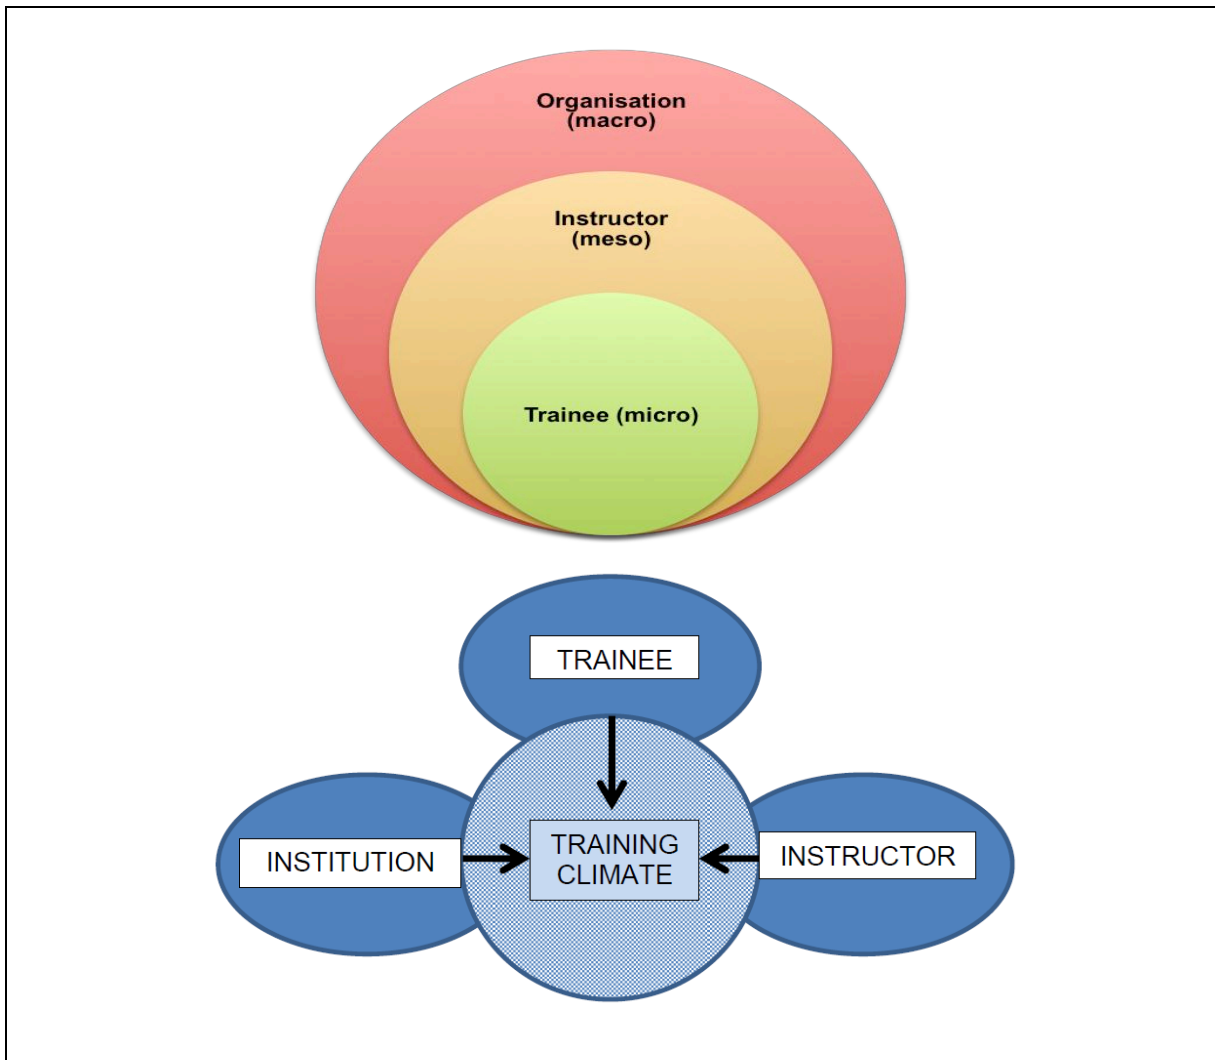 Organisation
(macro)
Instructor
(meso)
Trainee (micro)
TRAINEE
INSTITUTION
TRAINING
CLIMATE
INSTRUCTOR